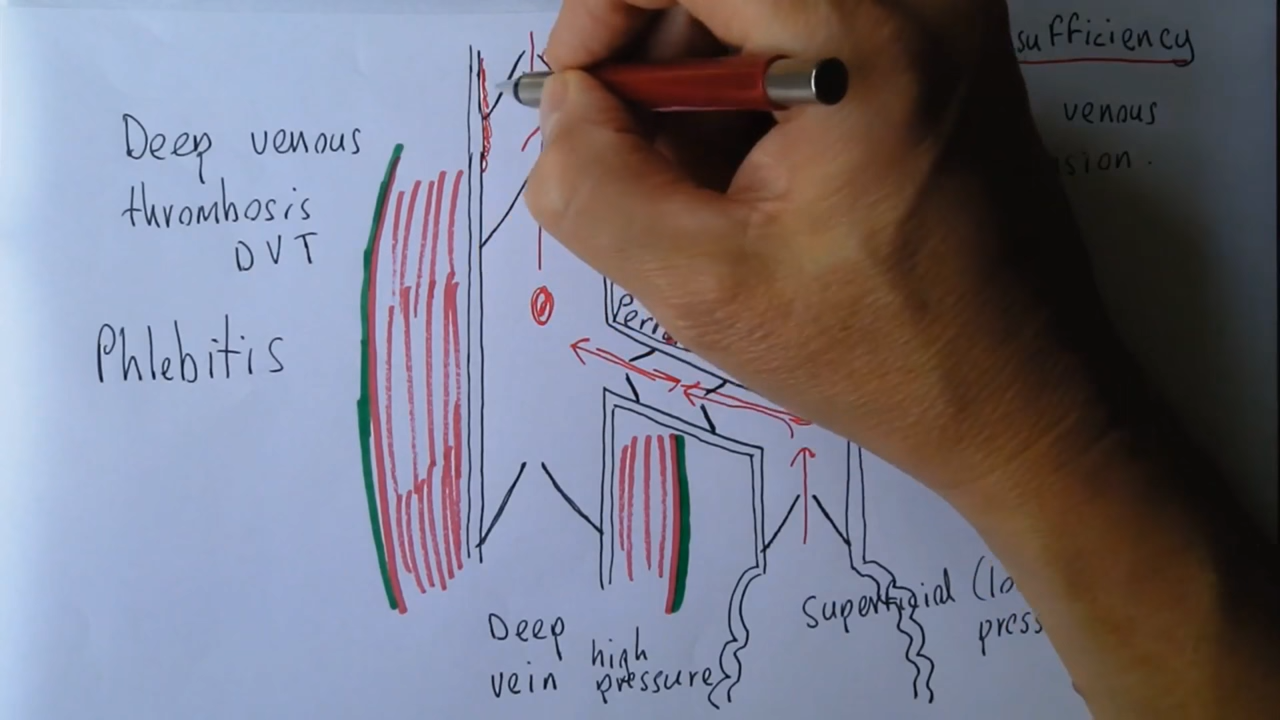 sufficiency
venous
Deep venous
thrombosis
DVT
Phlebitis
Superficial
Deep
vein
high
pressure